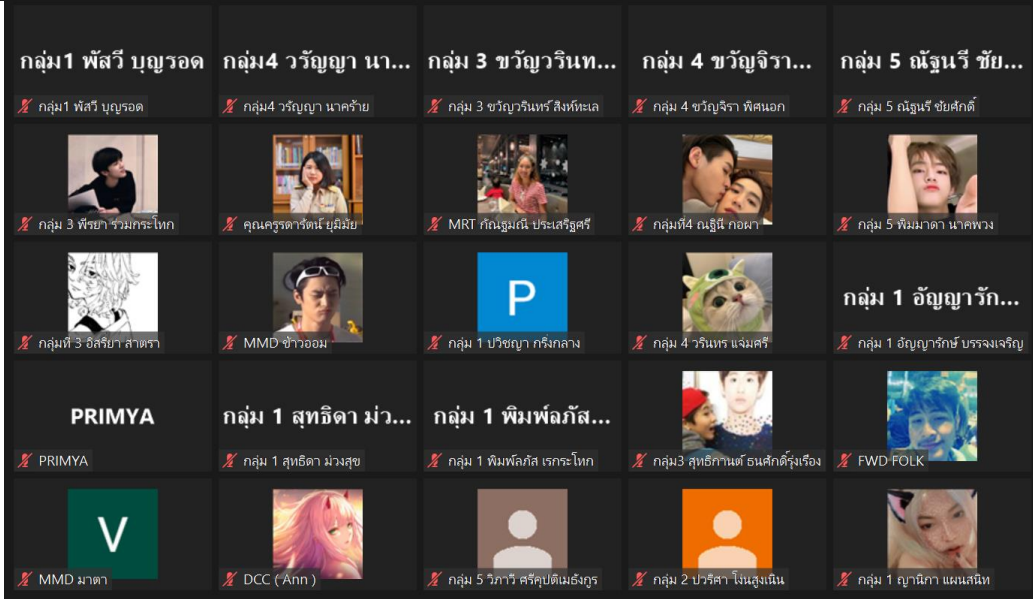 กลุ่ม1 พัสวี บุญรอด
กลุ่ม4 วรัญญา นา...
กลุ่ม 3 ขวัญวรินท...
กลุ่ม 4 ขวัญจิรา...
กลุ่ม 5 ณัฐนรี ชัย...
กลุ่ม1 พัสวี บุญรอด
กลุ่ม4 วรัญญา นาคร้าย
กลุ่ม 3 ขวัญวรินทร์ สิงห์ทะเล
กลุ่ม 4 ขวัญจิรา พิศนอก
กลุ่ม 5 ณัฐนรี ชัยศักดิ์
กลุ่ม 3 พีรยา ร่วมกระโทก
คุณครูรดารัตน์ ยุมิมัย
MRT กัณฐมณี ประเสริฐศรี
กลุ่มที่4 ณฐินี กอผา
กลุ่ม 5 พิมมาดา นาคพวง
กลุ่ม 1 อัญญารัก...
P
กลุ่มที่ 3 อิสริยา สาตรา
MMD ข้าวออม
กลุ่ม 1 ปวิชญา กริ่งกลาง
กลุ่ม 4 วรินทร แจ่มศรี
กลุ่ม 1 อัญญารักษ์ บรรจงเจริญ
PRIMYA
กลุ่ม 1 สุทธิดา ม่ว...
กลุ่ม 1 พิมพ์ลภัส...
PRIMYA
กลุ่ม 1 สุทธิดา ม่วงสุข
กลุ่ม 1 พิมพ์ลภัส เรกระโทก
กลุ่ม3 สุทธิกานต์ ธนศักดิ์รุ่งเรือง
FWD FOLK
V
MMD มาตา
DCC ( Ann )
กลุ่ม 5 วิภาวี ศรีคุปติเมธังกูร
กลุ่ม 2 ปวริศา โง่นสูงเนิน
กลุ่ม 1 ญานิกา แผนสนิท